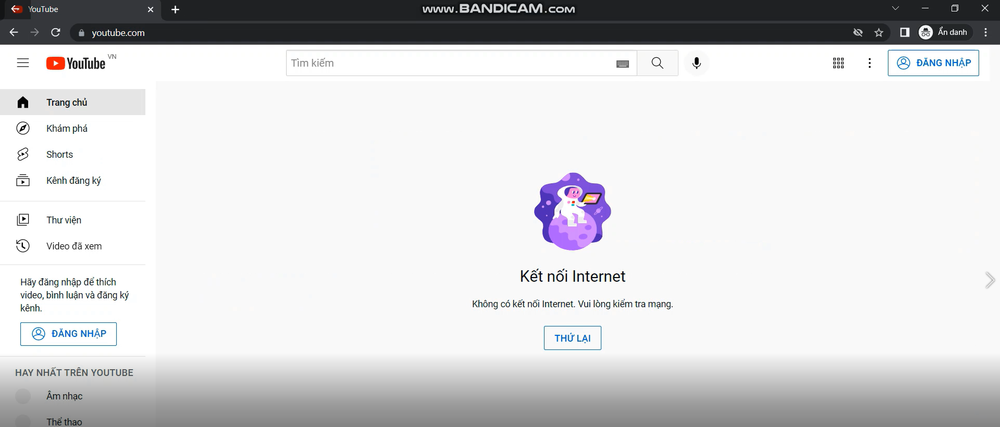 YouTube
www.BANDICAM.com
youtube.com
Ẩn danh
YouTube VN
Tìm kiếm
ĐĂNG NHẬP
Trang chủ
Khám phá
Shorts
Kênh đăng ký
Thư viện
Video đã xem
Hãy đăng nhập để thích
video, bình luận và đăng ký
kênh.
ĐĂNG NHẬP
HAY NHẤT TRÊN YOUTUBE
Âm nhạc
Thể thao
Kết nối Internet
Không có kết nối Internet. Vui lòng kiểm tra mạng.
THỬ LẠI